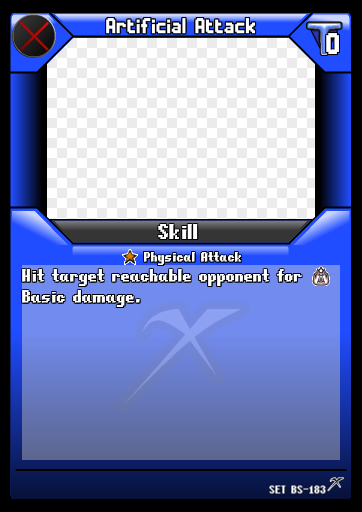 Artificial Attack
0
Skill
Physical Attack
Hit target reachable opponent for
Basic damage.
SET BS-183